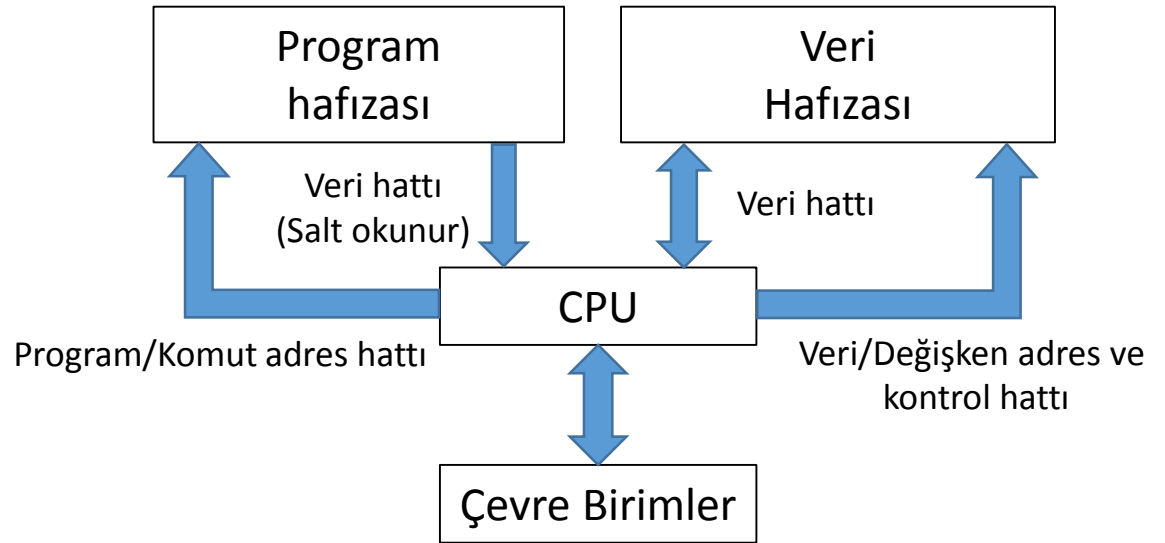 Program
hafızası
Veri
Hafızası
Veri hattı
(Salt okunur)
Veri hattı
CPU
Program/Komut adres hattı
Veri/Değişken adres ve
kontrol hattı
Çevre Birimler